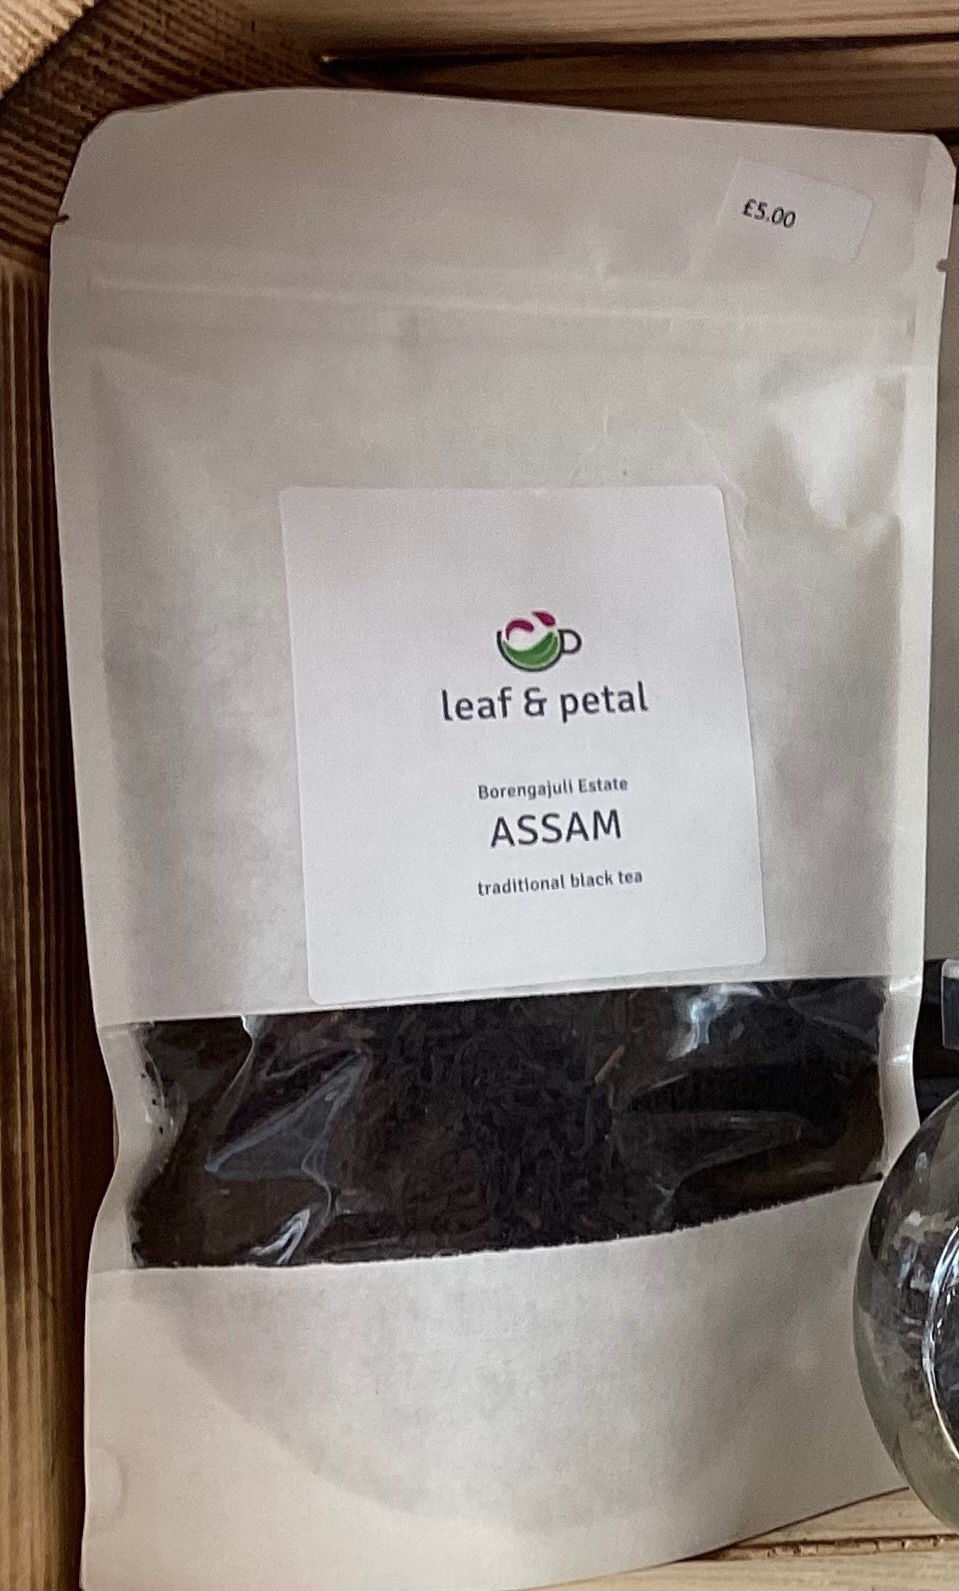 £5.00
leaf & petal
Borengajuli Estate
ASSAM
traditional black tea